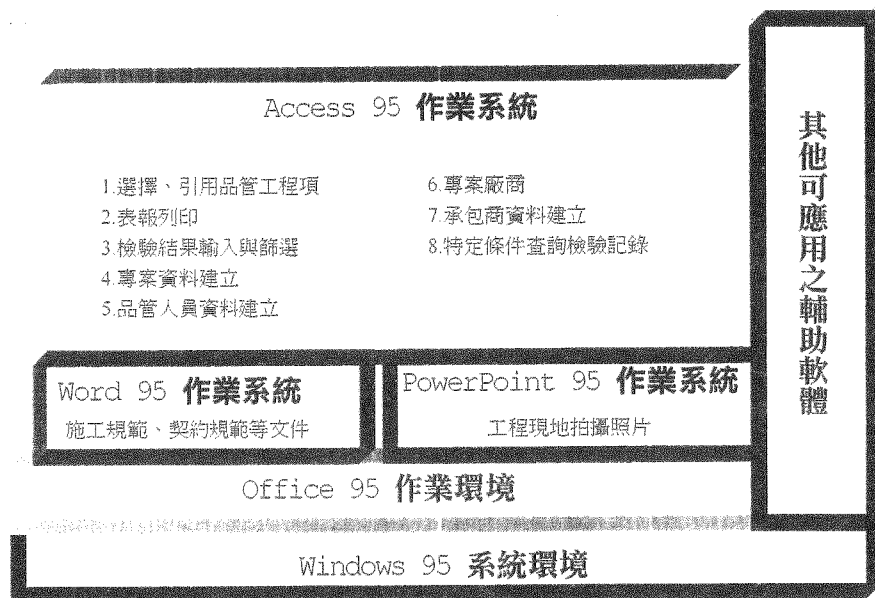 Access 95 作業系統
1.選擇、引用品管工程項
2.表報列印
3.檢驗結果輸入與篩選
4.專案資料建立
5.品管人員資料建立
6.專案廠商
7.承包商資料建立
8.特定條件查詢檢驗記錄
Word 95 作業系統
施工規範、契約規範等文件
PowerPoint 95 作業系統
工程現地拍攝照片
Office 95 作業環境
Windows 95 系統環境
其他可應用之輔助軟體